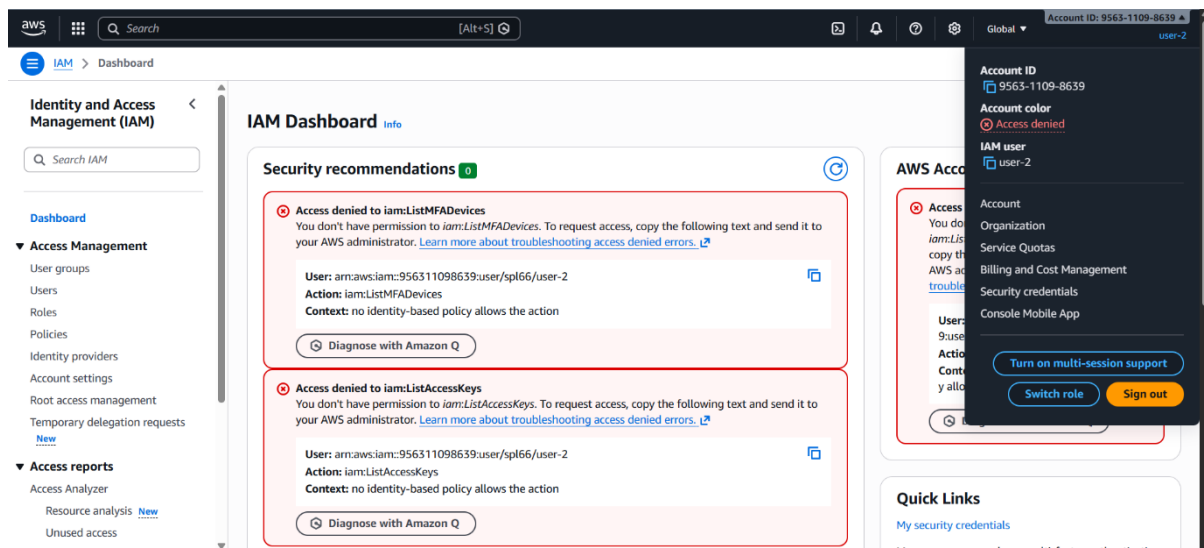 aws
Search
[Alt+S]
Global
Account ID: 9563-1109-8639
user-2
IAM > Dashboard
Identity and Access
Management (IAM)
Search IAM
Dashboard
Access Management
User groups
Users
Roles
Policies
Identity providers
Account settings
Root access management
Temporary delegation requests
New
Access reports
Access Analyzer
Resource analysis New
Unused access
IAM Dashboard Info
Security recommendations 0
Access denied to iam:ListMFADevices
You don't have permission to iam:ListMFADevices. To request access, copy the following text and send it to
your AWS administrator. Learn more about troubleshooting access denied errors.
User: arn:aws:iam::956311098639:user/spl66/user-2
Action: iam:ListMFADevices
Context: no identity-based policy allows the action
Diagnose with Amazon Q
Access denied to iam:ListAccessKeys
You don't have permission to iam:ListAccessKeys. To request access, copy the following text and send it to
your AWS administrator. Learn more about troubleshooting access denied errors.
User: arn:aws:iam::956311098639:user/spl66/user-2
Action: iam:ListAccessKeys
Context: no identity-based policy allows the action
Diagnose with Amazon Q
AWS Acco
Access
You do
iam:Lis
copy th
AWS a
trouble
User:
9:use
Actio
Cont
y allo
Quick Links
My security credentials
Account ID
9563-1109-8639
Account color
Access denied
IAM user
user-2
Account
Organization
Service Quotas
Billing and Cost Management
Security credentials
Console Mobile App
Turn on multi-session support
Switch role
Sign out